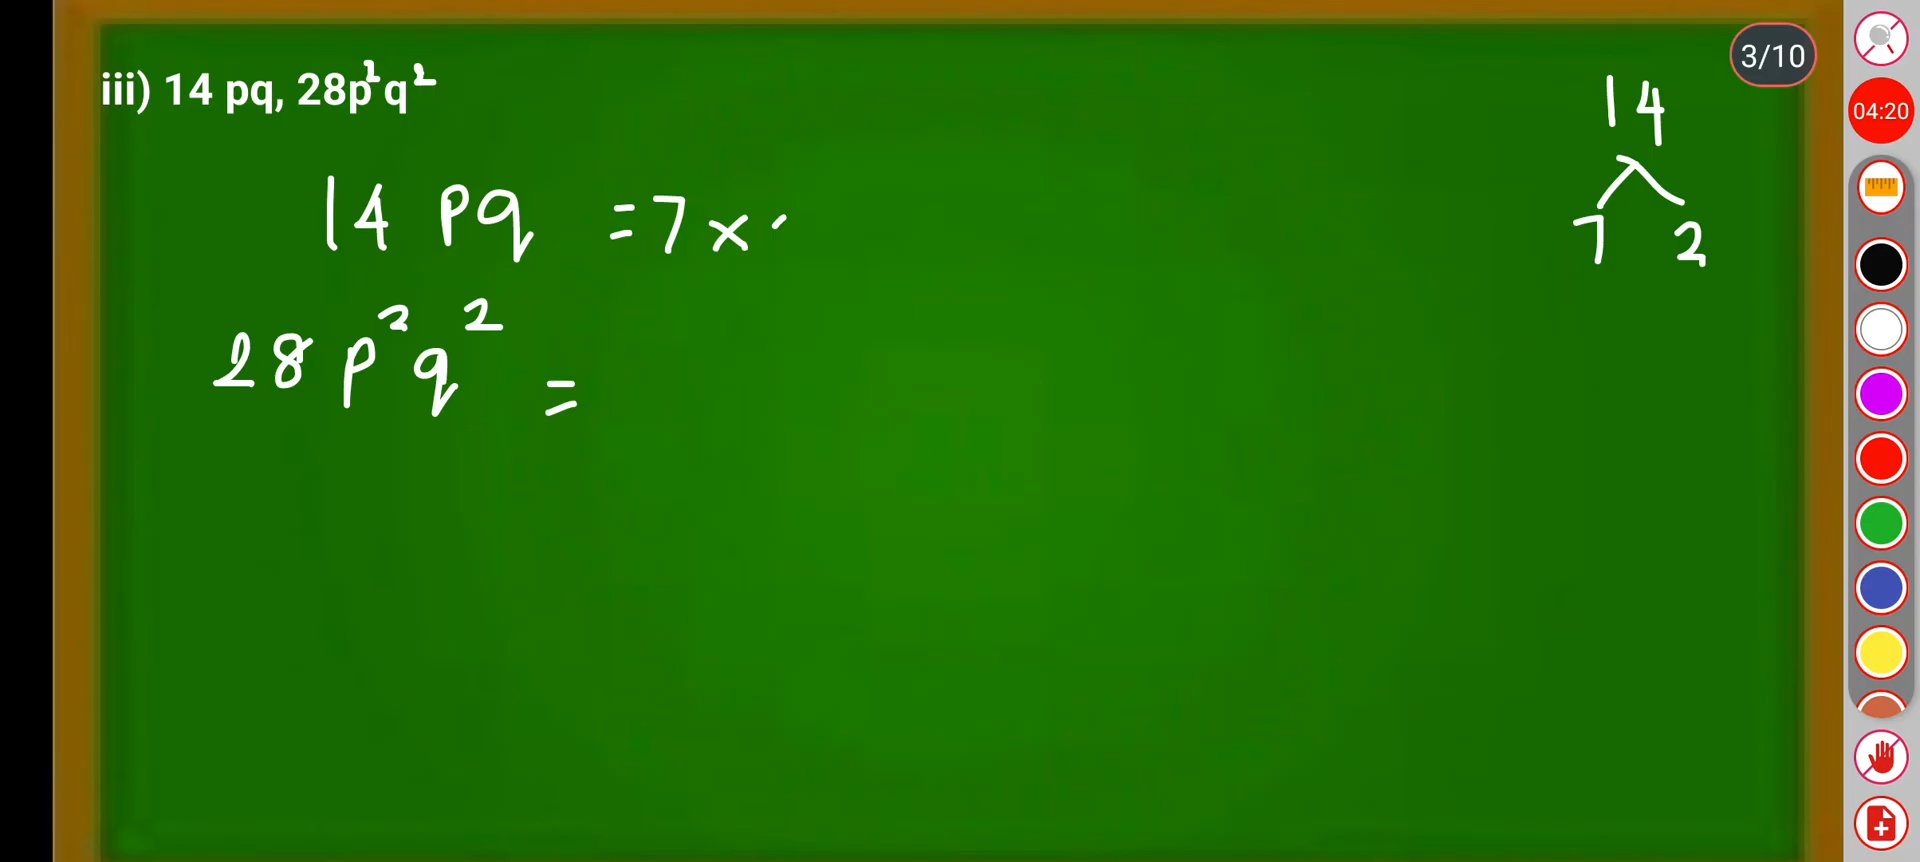 iii) 14 pq, 28p²q²
3/10
04:20
14
7 2
14 pq = 7 ×
28 p²q² =